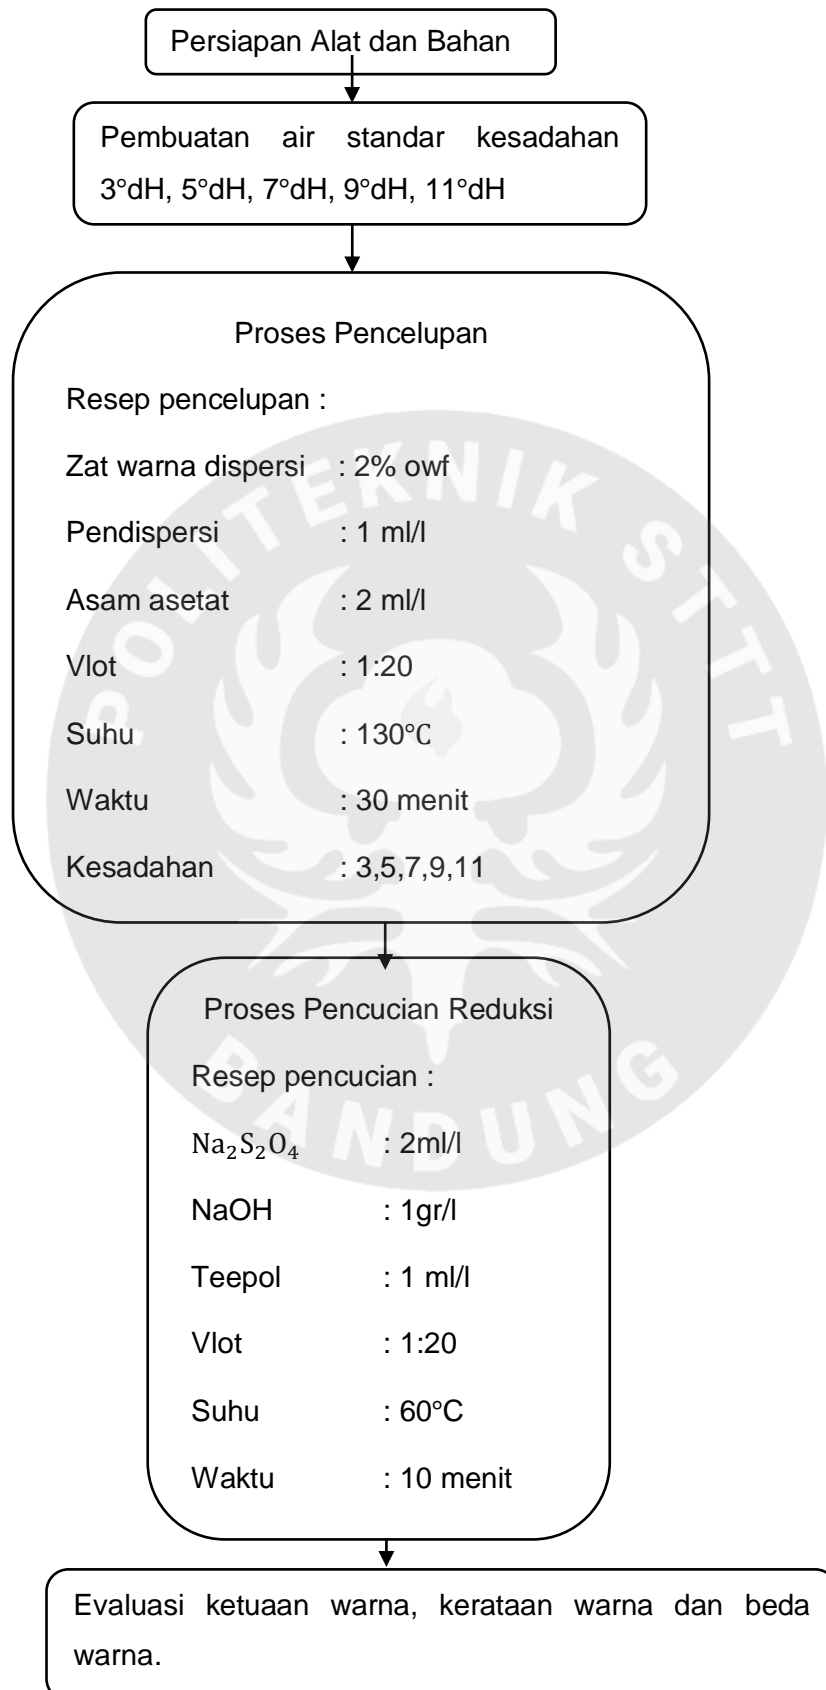 Persiapan Alat dan Bahan
Pembuatan air standar kesadahan
3°dH, 5°dH, 7°dH, 9°dH, 11°dH
Proses Pencelupan
Resep pencelupan :
Zat warna dispersi : 2% owf
Pendispersi : 1 ml/l
Asam asetat : 2 ml/l
Vlot : 1:20
Suhu : 130°C
Waktu : 30 menit
Kesadahan : 3,5,7,9,11
Proses Pencucian Reduksi
Resep pencucian :
Na₂S₂O₄ : 2ml/l
NaOH : 1gr/l
Teepol : 1 ml/l
Vlot : 1:20
Suhu : 60°C
Waktu : 10 menit
Evaluasi ketuaan warna, kerataan warna dan beda
warna.
POLITEKNIK STTT
BANDUNG